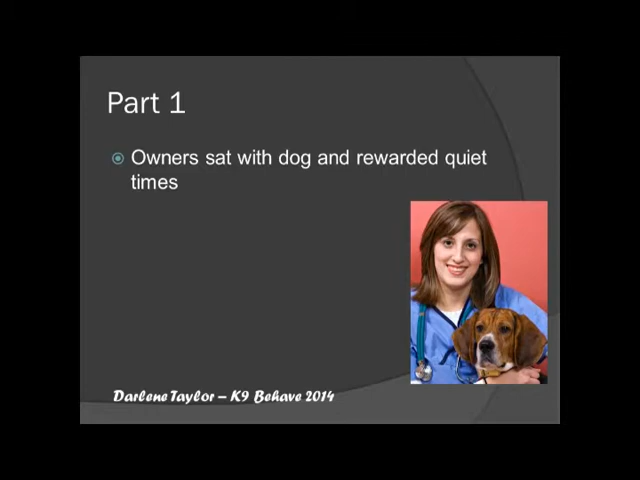 Part 1
Owners sat with dog and rewarded quiet
times
Darlene Taylor – K9 Behave 2014